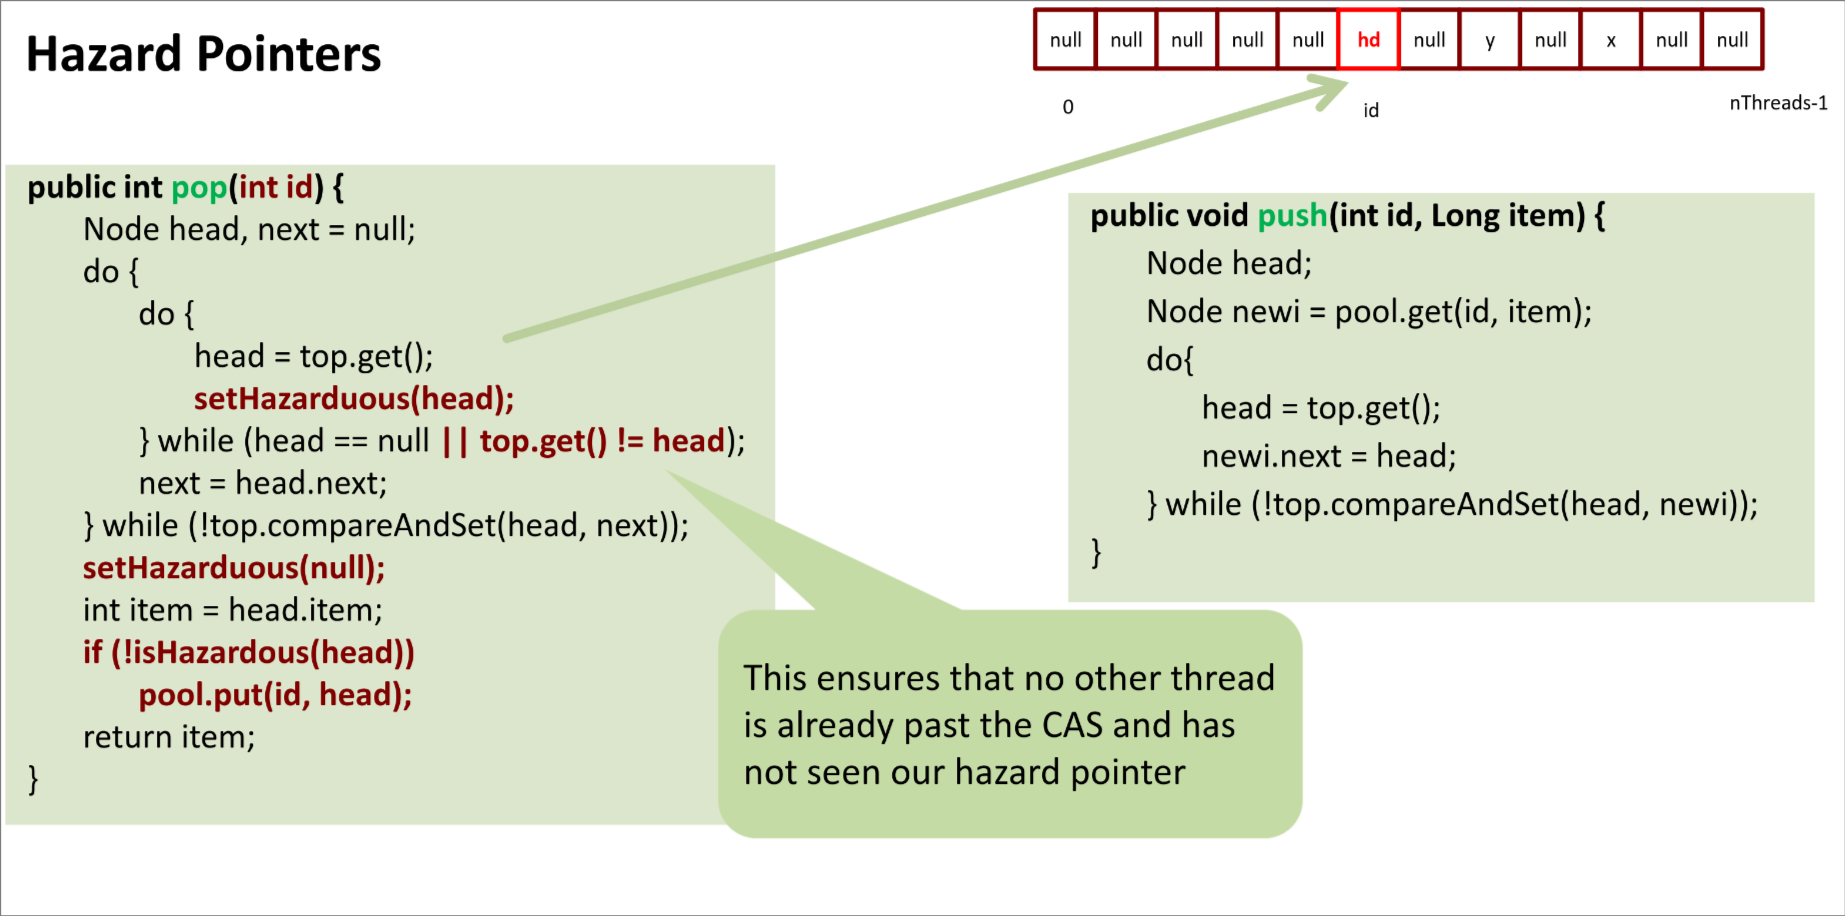 Hazard Pointers
null null null null null hd null y null x null null
0 id nThreads-1
public int pop(int id) {
Node head, next = null;
do {
do {
head = top.get();
setHazarduous(head);
} while (head == null || top.get() != head);
next = head.next;
} while (!top.compareAndSet(head, next));
setHazarduous(null);
int item = head.item;
if (!isHazardous(head))
pool.put(id, head);
return item;
}
public void push(int id, Long item) {
Node head;
Node newi = pool.get(id, item);
do{
head = top.get();
newi.next = head;
} while (!top.compareAndSet(head, newi));
}
This ensures that no other thread
is already past the CAS and has
not seen our hazard pointer